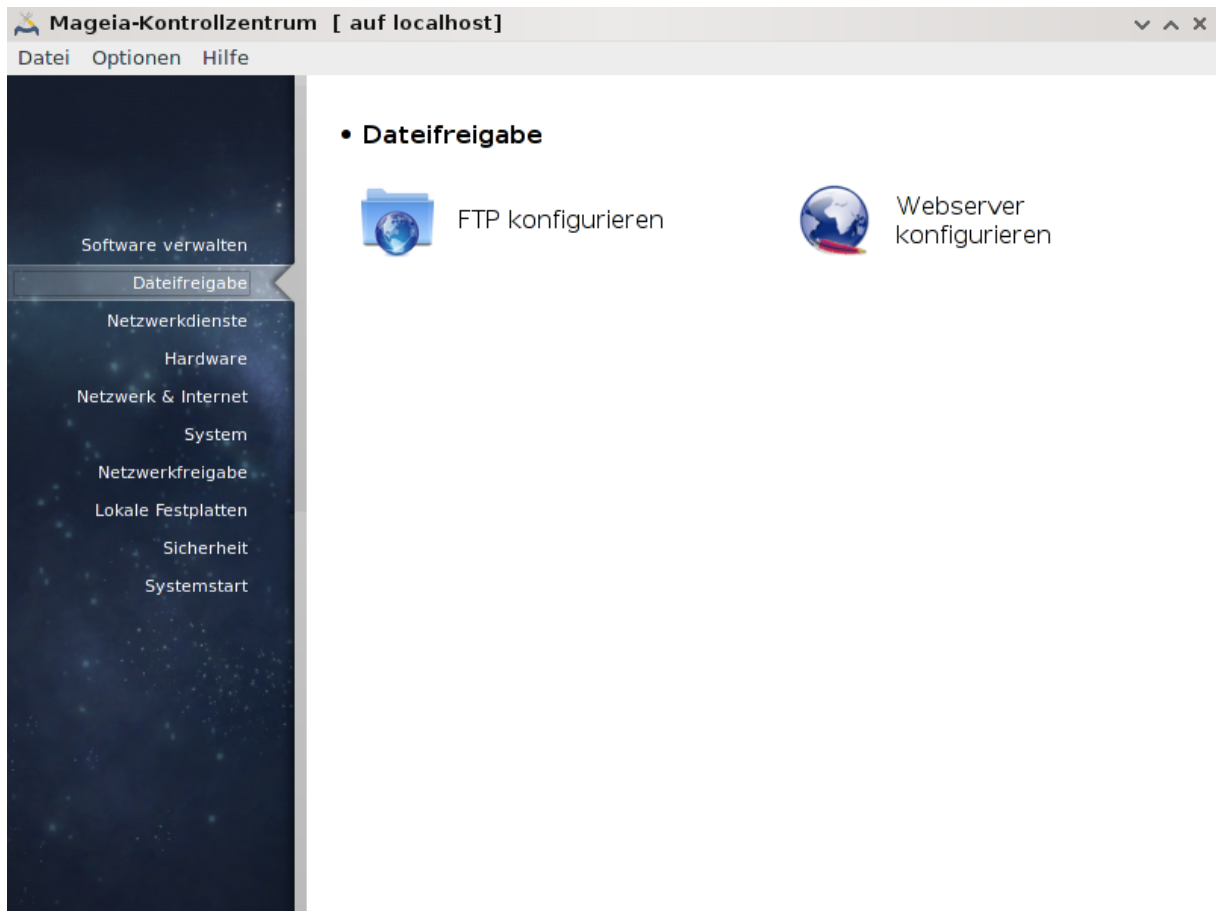 Mageia-Kontrollzentrum [ auf localhost]
Datei Optionen Hilfe
Software verwalten
Dateifreigabe
Netzwerkdienste
Hardware
Netzwerk & Internet
System
Netzwerkfreigabe
Lokale Festplatten
Sicherheit
Systemstart
• Dateifreigabe
FTP konfigurieren
Webserver
konfigurieren